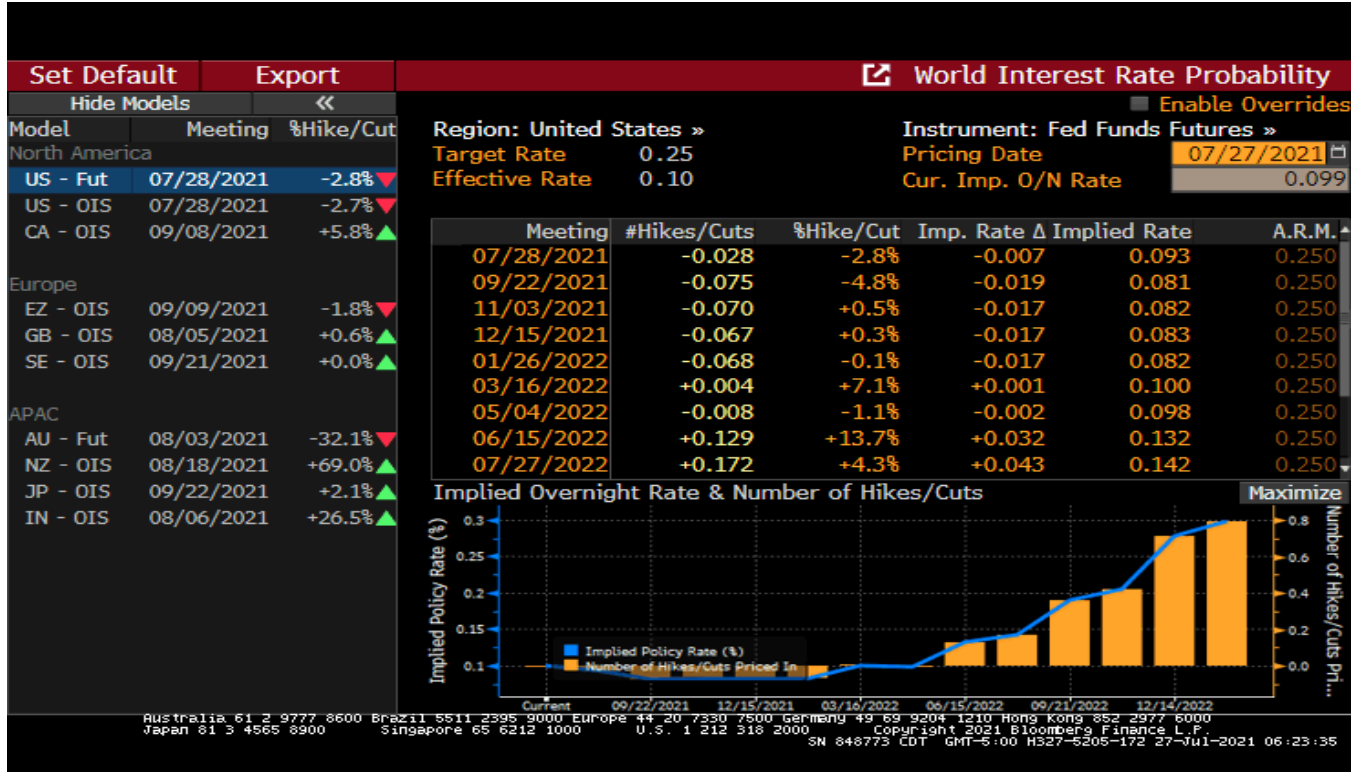 Set Default Export World Interest Rate Probability
Hide Models « Enable Overrides
Model Meeting %Hike/Cut
Region: United States » Instrument: Fed Funds Futures »
North America
Target Rate 0.25 Pricing Date 07/27/2021
US - Fut 07/28/2021 -2.8%
Effective Rate 0.10 Cur. Imp. O/N Rate 0.099
US - OIS 07/28/2021 -2.7%
CA - OIS 09/08/2021 +5.8%
Europe
EZ - OIS 09/09/2021 -1.8%
GB - OIS 08/05/2021 +0.6%
SE - OIS 09/21/2021 +0.0%
APAC
AU - Fut 08/03/2021 -32.1%
NZ - OIS 08/18/2021 +69.0%
JP - OIS 09/22/2021 +2.1%
IN - OIS 08/06/2021 +26.5%
Meeting #Hikes/Cuts %Hike/Cut Imp. Rate Δ Implied Rate A.R.M.
07/28/2021 -0.028 -2.8% -0.007 0.093 0.250
09/22/2021 -0.075 -4.8% -0.019 0.081 0.250
11/03/2021 -0.070 +0.5% -0.017 0.082 0.250
12/15/2021 -0.067 +0.3% -0.017 0.083 0.250
01/26/2022 -0.068 -0.1% -0.017 0.082 0.250
03/16/2022 +0.004 +7.1% +0.001 0.100 0.250
05/04/2022 -0.008 -1.1% -0.002 0.098 0.250
06/15/2022 +0.129 +13.7% +0.032 0.132 0.250
07/27/2022 +0.172 +4.3% +0.043 0.142 0.250
Implied Overnight Rate & Number of Hikes/Cuts Maximize
Implied Policy Rate (%)
0.3
0.25
0.2
0.15
0.1
Implied Policy Rate (%)
Number of Hikes/Cuts Priced In
0.8
0.6
0.4
0.2
0.0
Number of Hikes/Cuts Pri...
Current 09/22/2021 12/15/2021 03/16/2022 06/15/2022 09/21/2022 12/14/2022
Australia 61 2 9777 8600 Brazil 5511 2395 9000 Europe 44 20 7330 7500 Germany 49 69 9204 1210 Hong Kong 852 2977 6000
Japan 81 3 4565 8900 Singapore 65 6212 1000 U.S. 1 212 318 2000 Copyright 2021 Bloomberg Finance L.P.
SN 848773 CDT GMT-5:00 H327-5205-172 27-Jul-2021 06:23:35